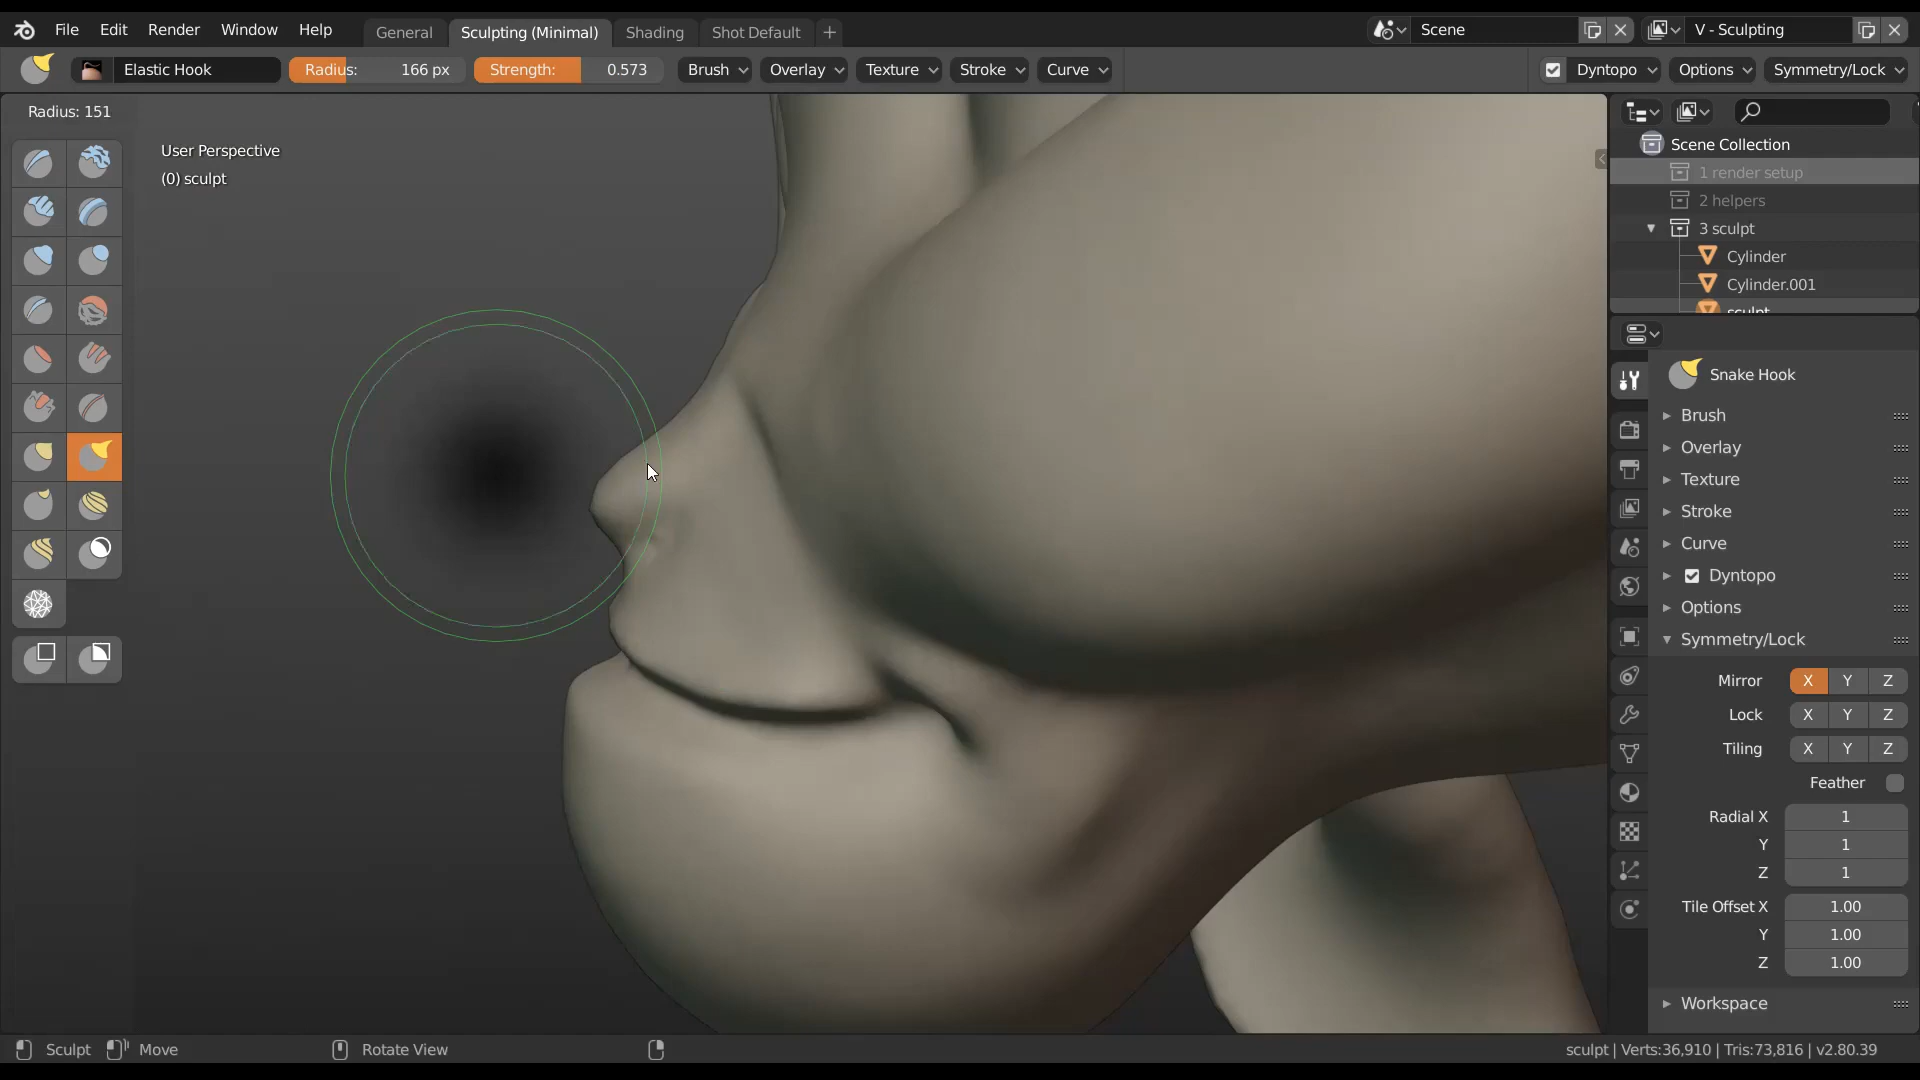 File Edit Render Window Help General Sculpting (Minimal) Shading Shot Default + Scene V - Sculpting
Elastic Hook Radius: 166 px Strength: 0.573 Brush Overlay Texture Stroke Curve Dyntopo Options Symmetry/Lock
Radius: 151
User Perspective
(0) sculpt
Scene Collection
1 render setup
2 helpers
3 sculpt
Cylinder
Cylinder.001
sculpt
Snake Hook
Brush
Overlay
Texture
Stroke
Curve
Dyntopo
Options
Symmetry/Lock
Mirror X Y Z
Lock X Y Z
Tiling X Y Z
Feather
Radial X 1
Y 1
Z 1
Tile Offset X 1.00
Y 1.00
Z 1.00
Workspace
Sculpt Move Rotate View sculpt | Verts:36,910 | Tris:73,816 | v2.80.39